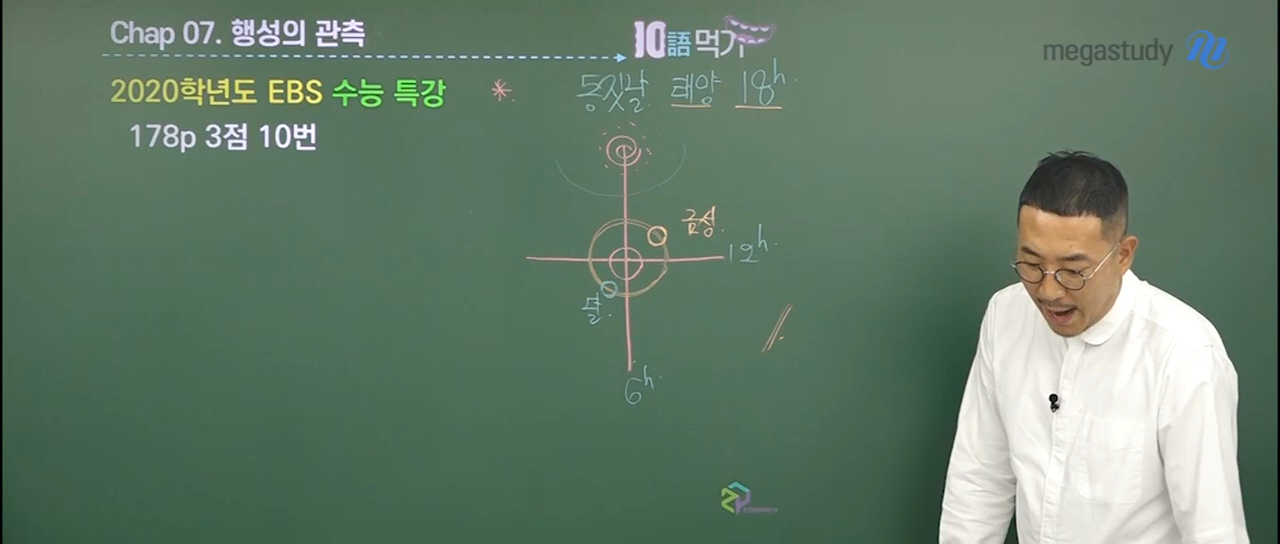 Chap 07. 행성의 관측
10語먹기
megastudy
2020학년도 EBS 수능 특강
* 동짓날 태양 18h.
178p 3점 10번
금성.
12h.
달.
6h.